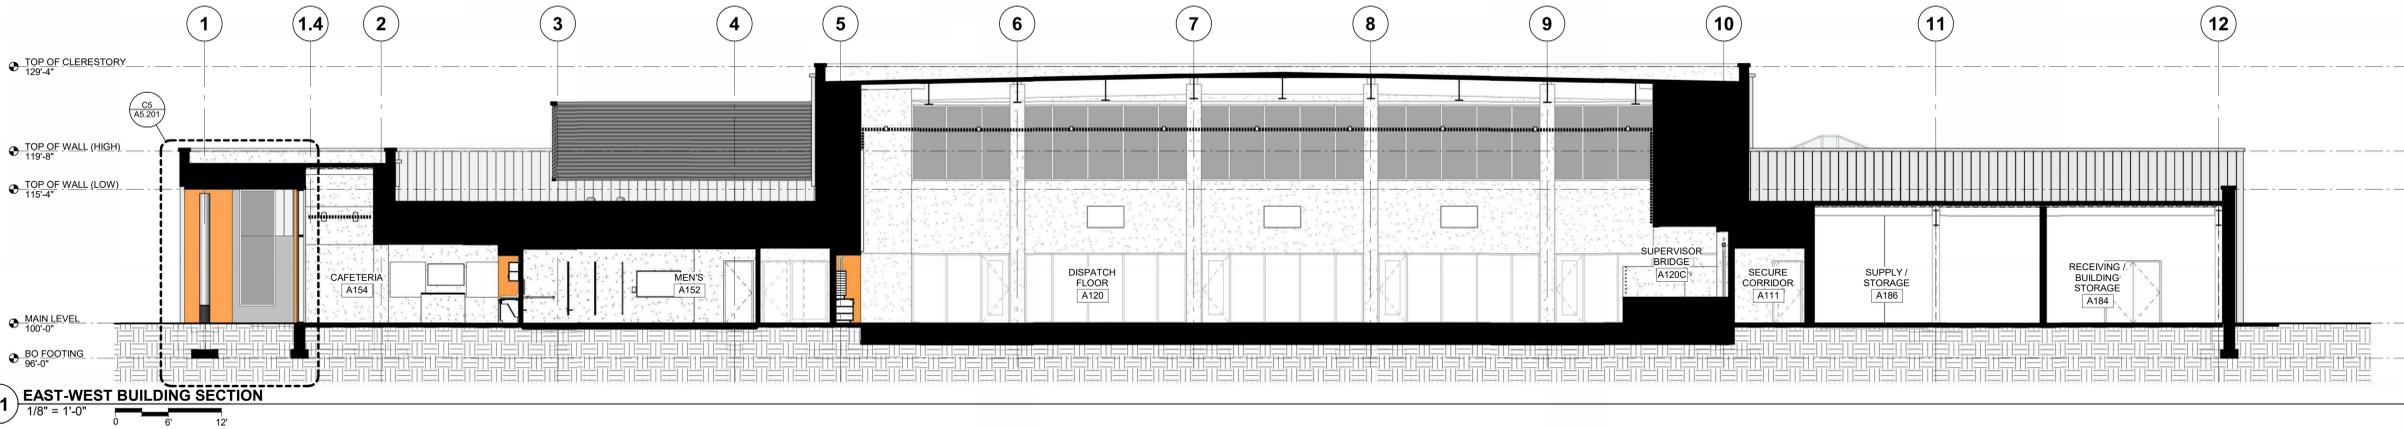 1 1.4 2 3 4 5 6 7 8 9 10 11 12
TOP OF CLERESTORY
129'-4"
C5
A5.201
TOP OF WALL (HIGH)
119'-8"
TOP OF WALL (LOW)
115'-4"
CAFETERIA
A154
MEN'S
A152
DISPATCH
FLOOR
A120
SUPERVISOR
BRIDGE
A120C
SECURE
CORRIDOR
A111
SUPPLY /
STORAGE
A186
RECEIVING /
BUILDING
STORAGE
A184
MAIN LEVEL
100'-0"
BO FOOTING
96'-0"
1 EAST-WEST BUILDING SECTION
1/8" = 1'-0"
0 6' 12'